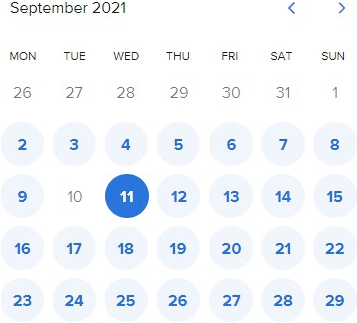 September 2021
MON TUE WED THU FRI SAT SUN
26 27 28 29 30 31 1
2 3 4 5 6 7 8
9 10 11 12 13 14 15
16 17 18 19 20 21 22
23 24 25 26 27 28 29